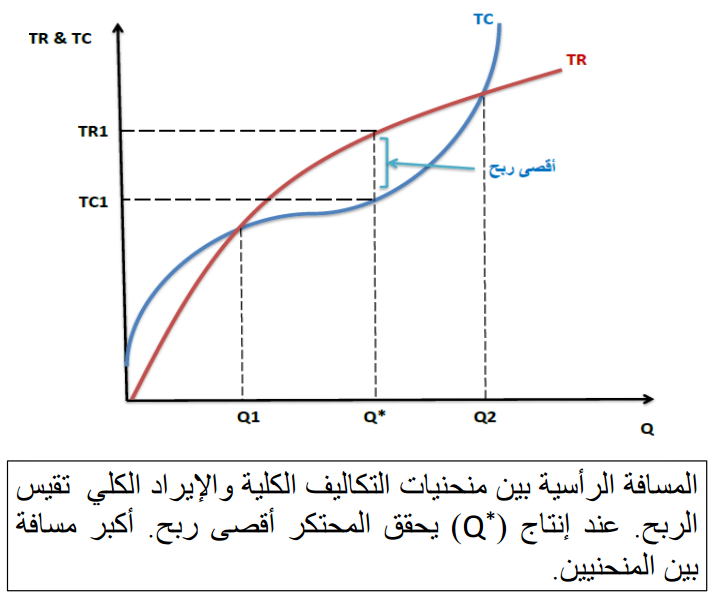 TR & TC
TC
TR
TR1
أقصى ربح
TC1
Q1
Q*
Q2
Q
المسافة الرأسية بين منحنيات التكاليف الكلية والإيراد الكلي تقيس
الربح. عند إنتاج (Q*) يحقق المحتكر أقصى ربح. أكبر مسافة
بين المنحنيين.